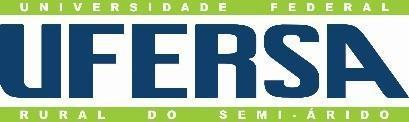 UNIVERSIDADE FEDERAL
UFERSA
RURAL DO SEMI-ÁRIDO